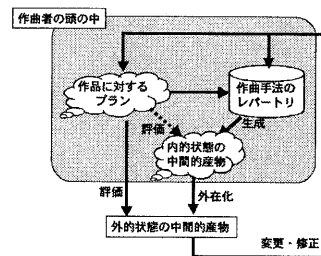 作曲者の頭の中
作品に対する
プラン
作曲手法の
レパートリ
評価
生成
内的状態の
中間的産物
評価
外在化
外的状態の中間的産物
変更・修正